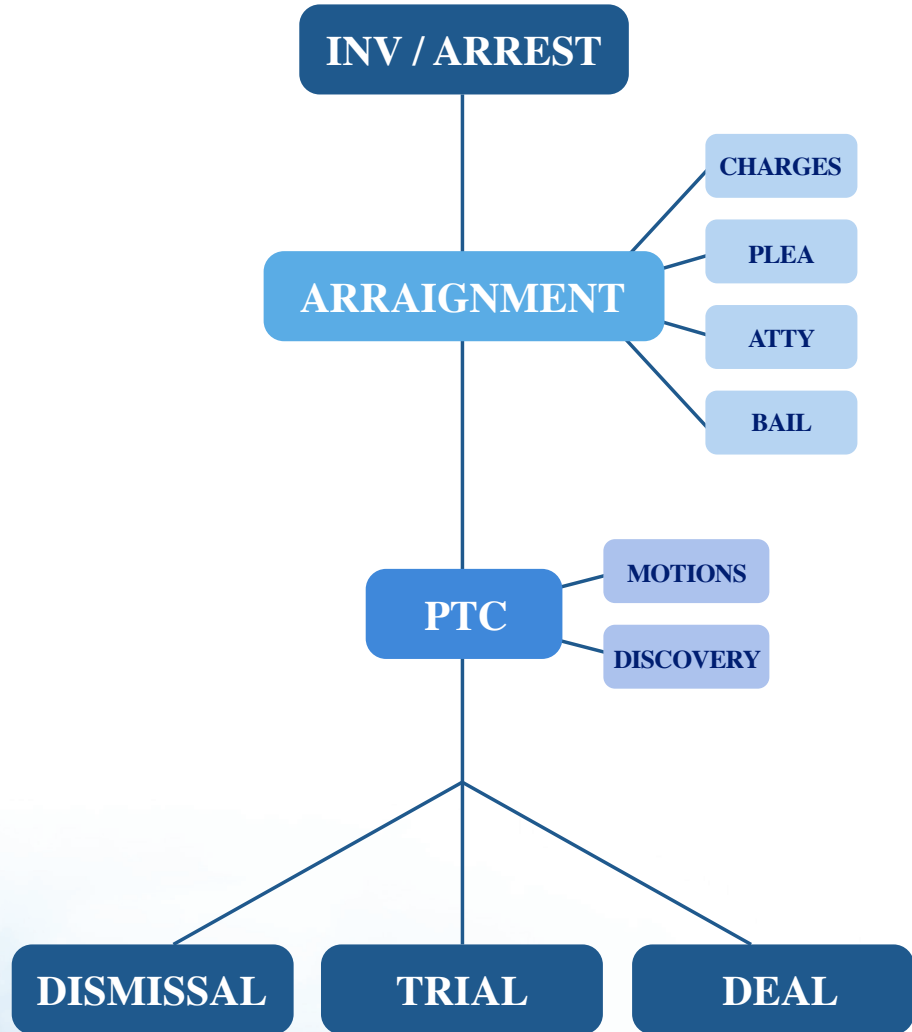 INV / ARREST
CHARGES
PLEA
ARRAIGNMENT
ATTY
BAIL
MOTIONS
PTC
DISCOVERY
DISMISSAL
TRIAL
DEAL